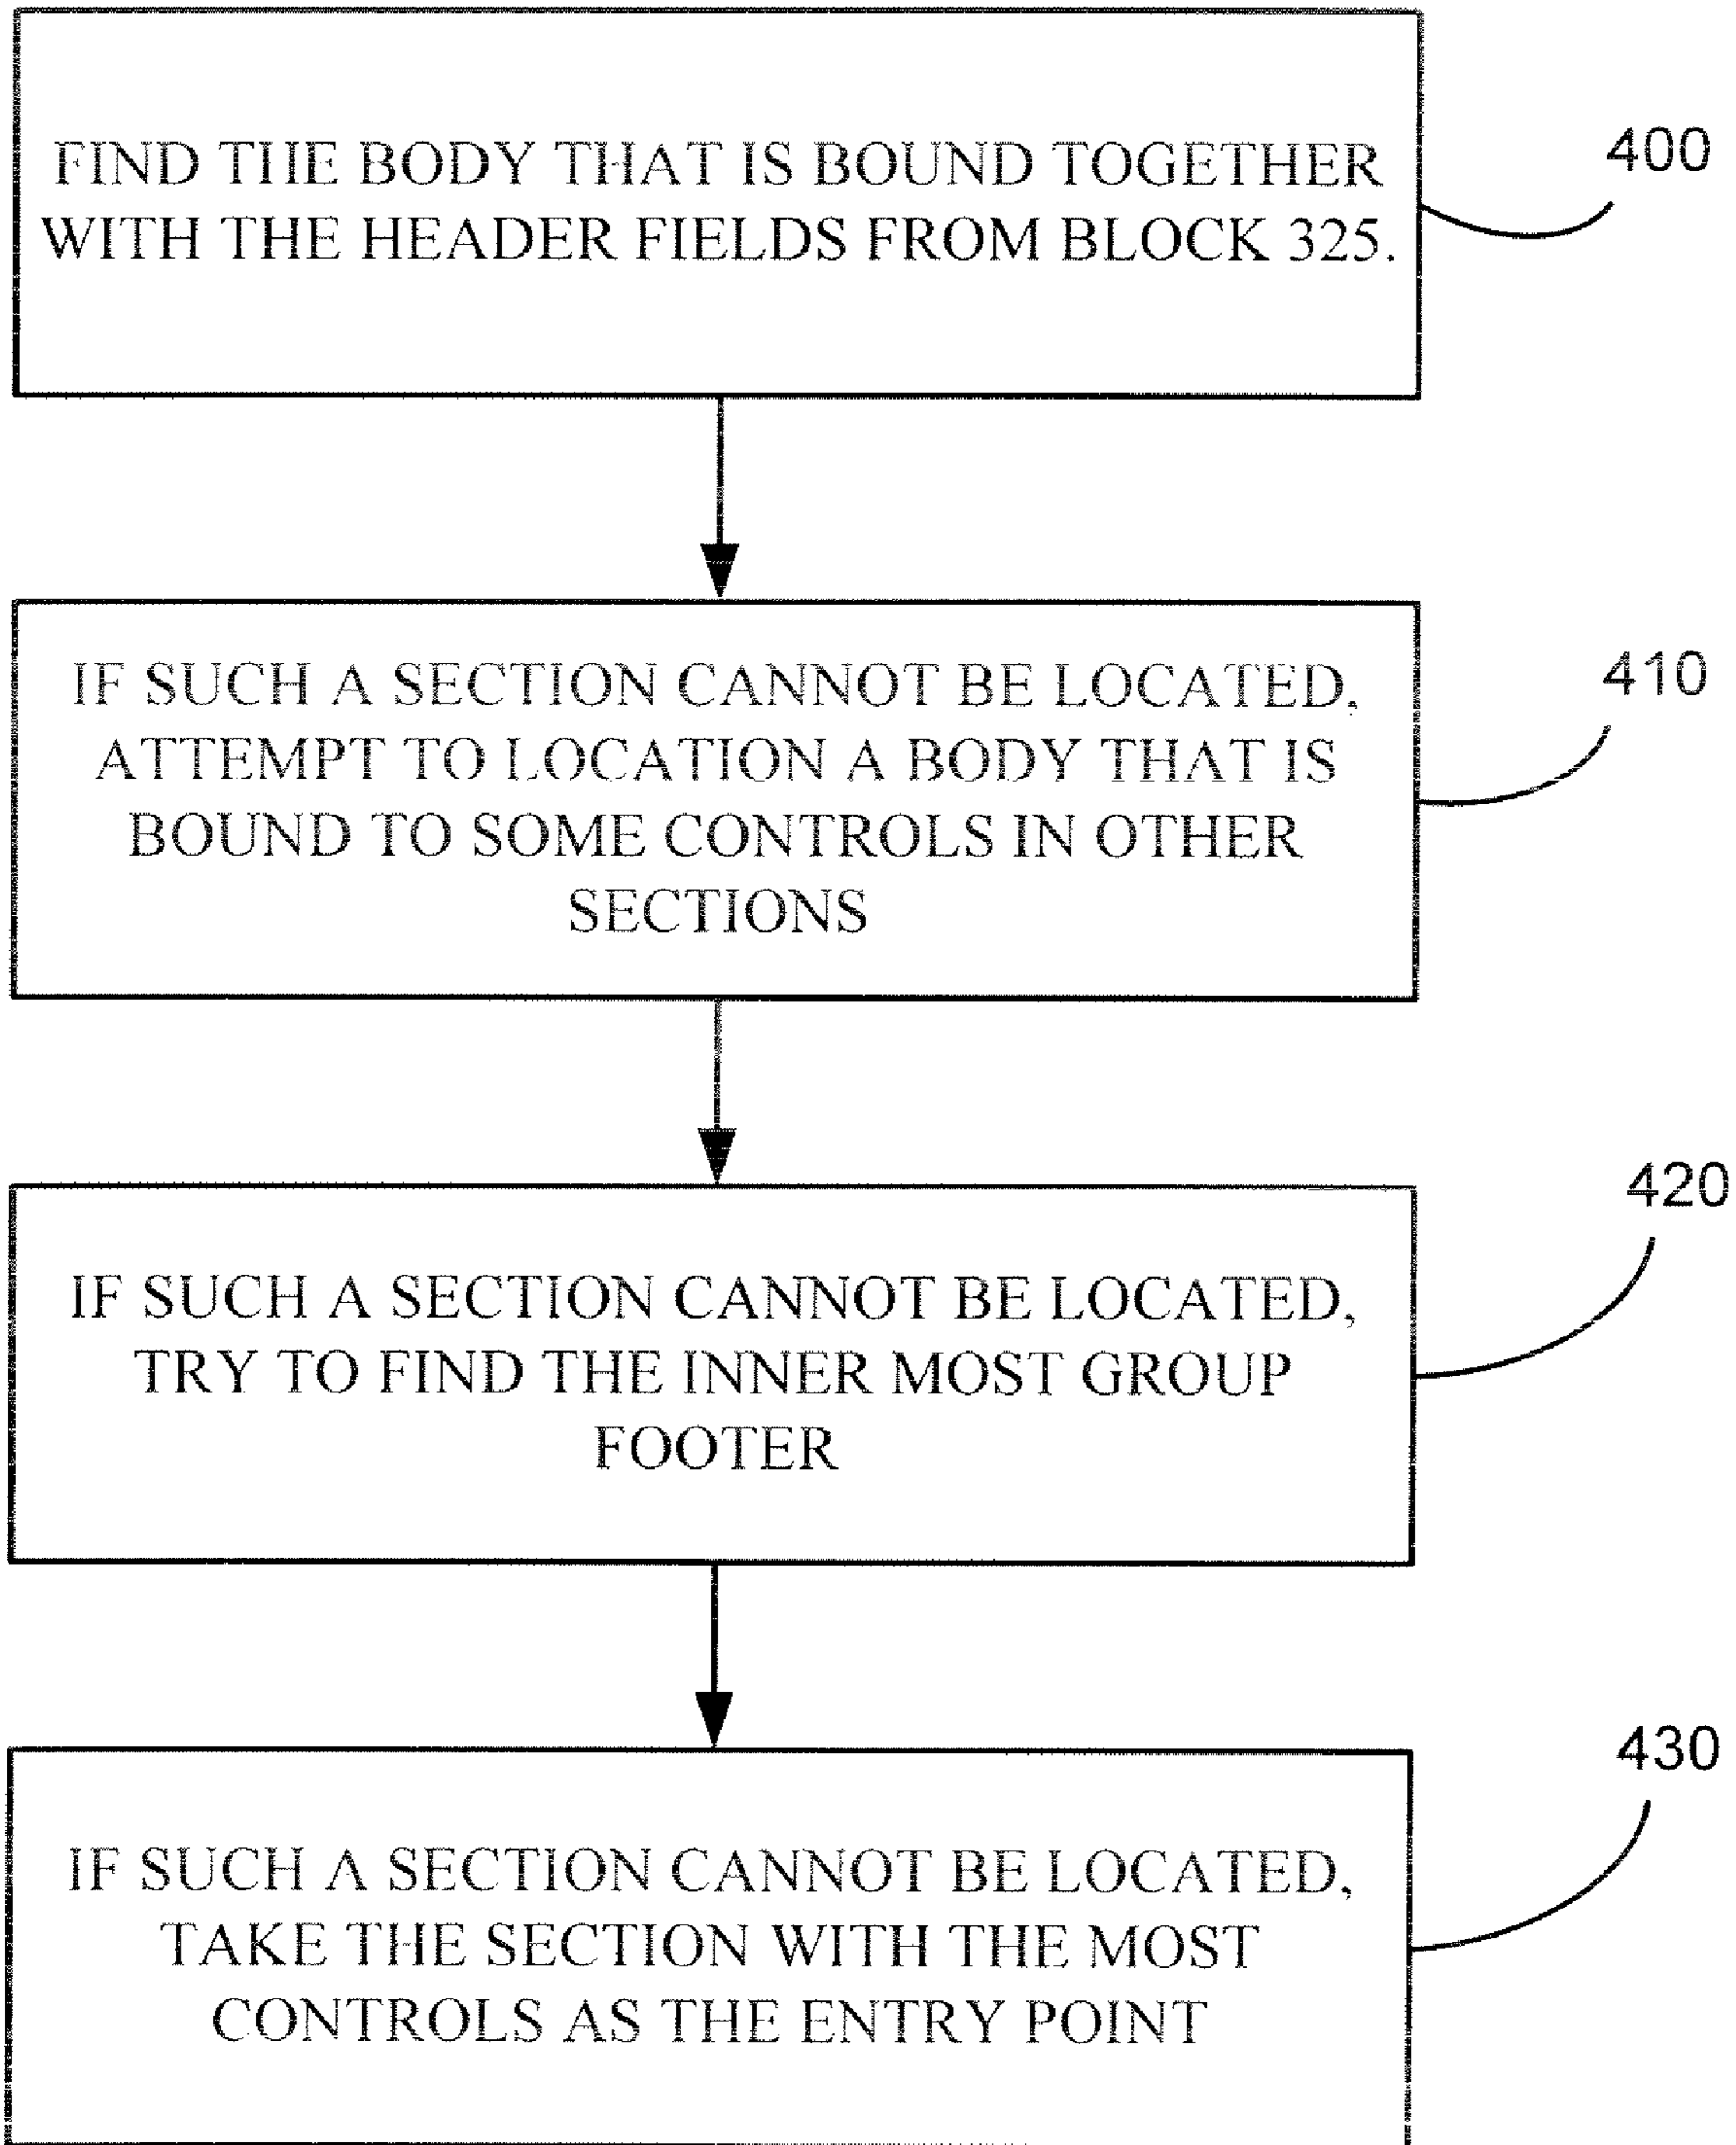 FIND THE BODY THAT IS BOUND TOGETHER
WITH THE HEADER FIELDS FROM BLOCK 325.
400
IF SUCH A SECTION CANNOT BE LOCATED,
ATTEMPT TO LOCATION A BODY THAT IS
BOUND TO SOME CONTROLS IN OTHER
SECTIONS
410
IF SUCH A SECTION CANNOT BE LOCATED,
TRY TO FIND THE INNER MOST GROUP
FOOTER
420
IF SUCH A SECTION CANNOT BE LOCATED,
TAKE THE SECTION WITH THE MOST
CONTROLS AS THE ENTRY POINT
430